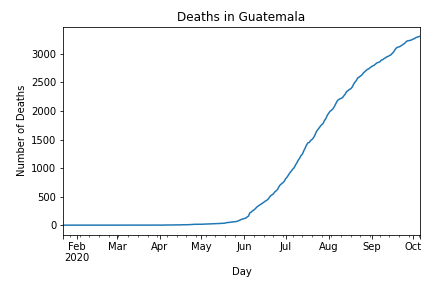 Deaths in Guatemala
Number of Deaths
3000
2500
2000
1500
1000
500
0
Feb Mar Apr May Jun Jul Aug Sep Oct
2020
Day